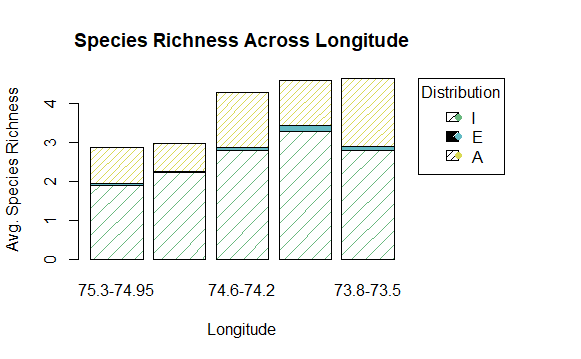 Species Richness Across Longitude
Avg. Species Richness
4
3
2
1
0
75.3-74.95
74.6-74.2
73.8-73.5
Longitude
Distribution
I
E
A